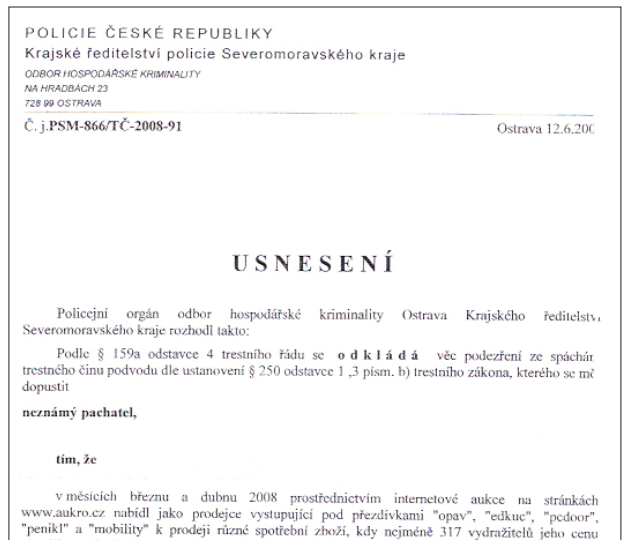 POLICIE ČESKÉ REPUBLIKY
Krajské ředitelství policie Severomoravského kraje
ODBOR HOSPODÁŘSKÉ KRIMINALITY
NA HRADBÁCH 23
728 99 OSTRAVA
Č. j.PSM-866/TČ-2008-91 Ostrava 12.6.200
U S N E S E N Í
Policejní orgán odbor hospodářské kriminality Ostrava Krajského ředitelstv
Severomoravského kraje rozhodl takto:
Podle § 159a odstavce 4 trestního řádu se o d k l á d á věc podezření ze spáchán
trestného činu podvodu dle ustanovení § 250 odstavce 1 ,3 písm. b) trestního zákona, kterého se mě
dopustit
neznámý pachatel,
tím, že
v měsících březnu a dubnu 2008 prostřednictvím internetové aukce na stránkách
www.aukro.cz nabídl jako prodejce vystupující pod přezdívkami "opav", "edkuc", "pcdoor",
"penikl" a "mobility" k prodeji různé spotřební zboží, kdy nejméně 317 vydražitelů jeho cenu